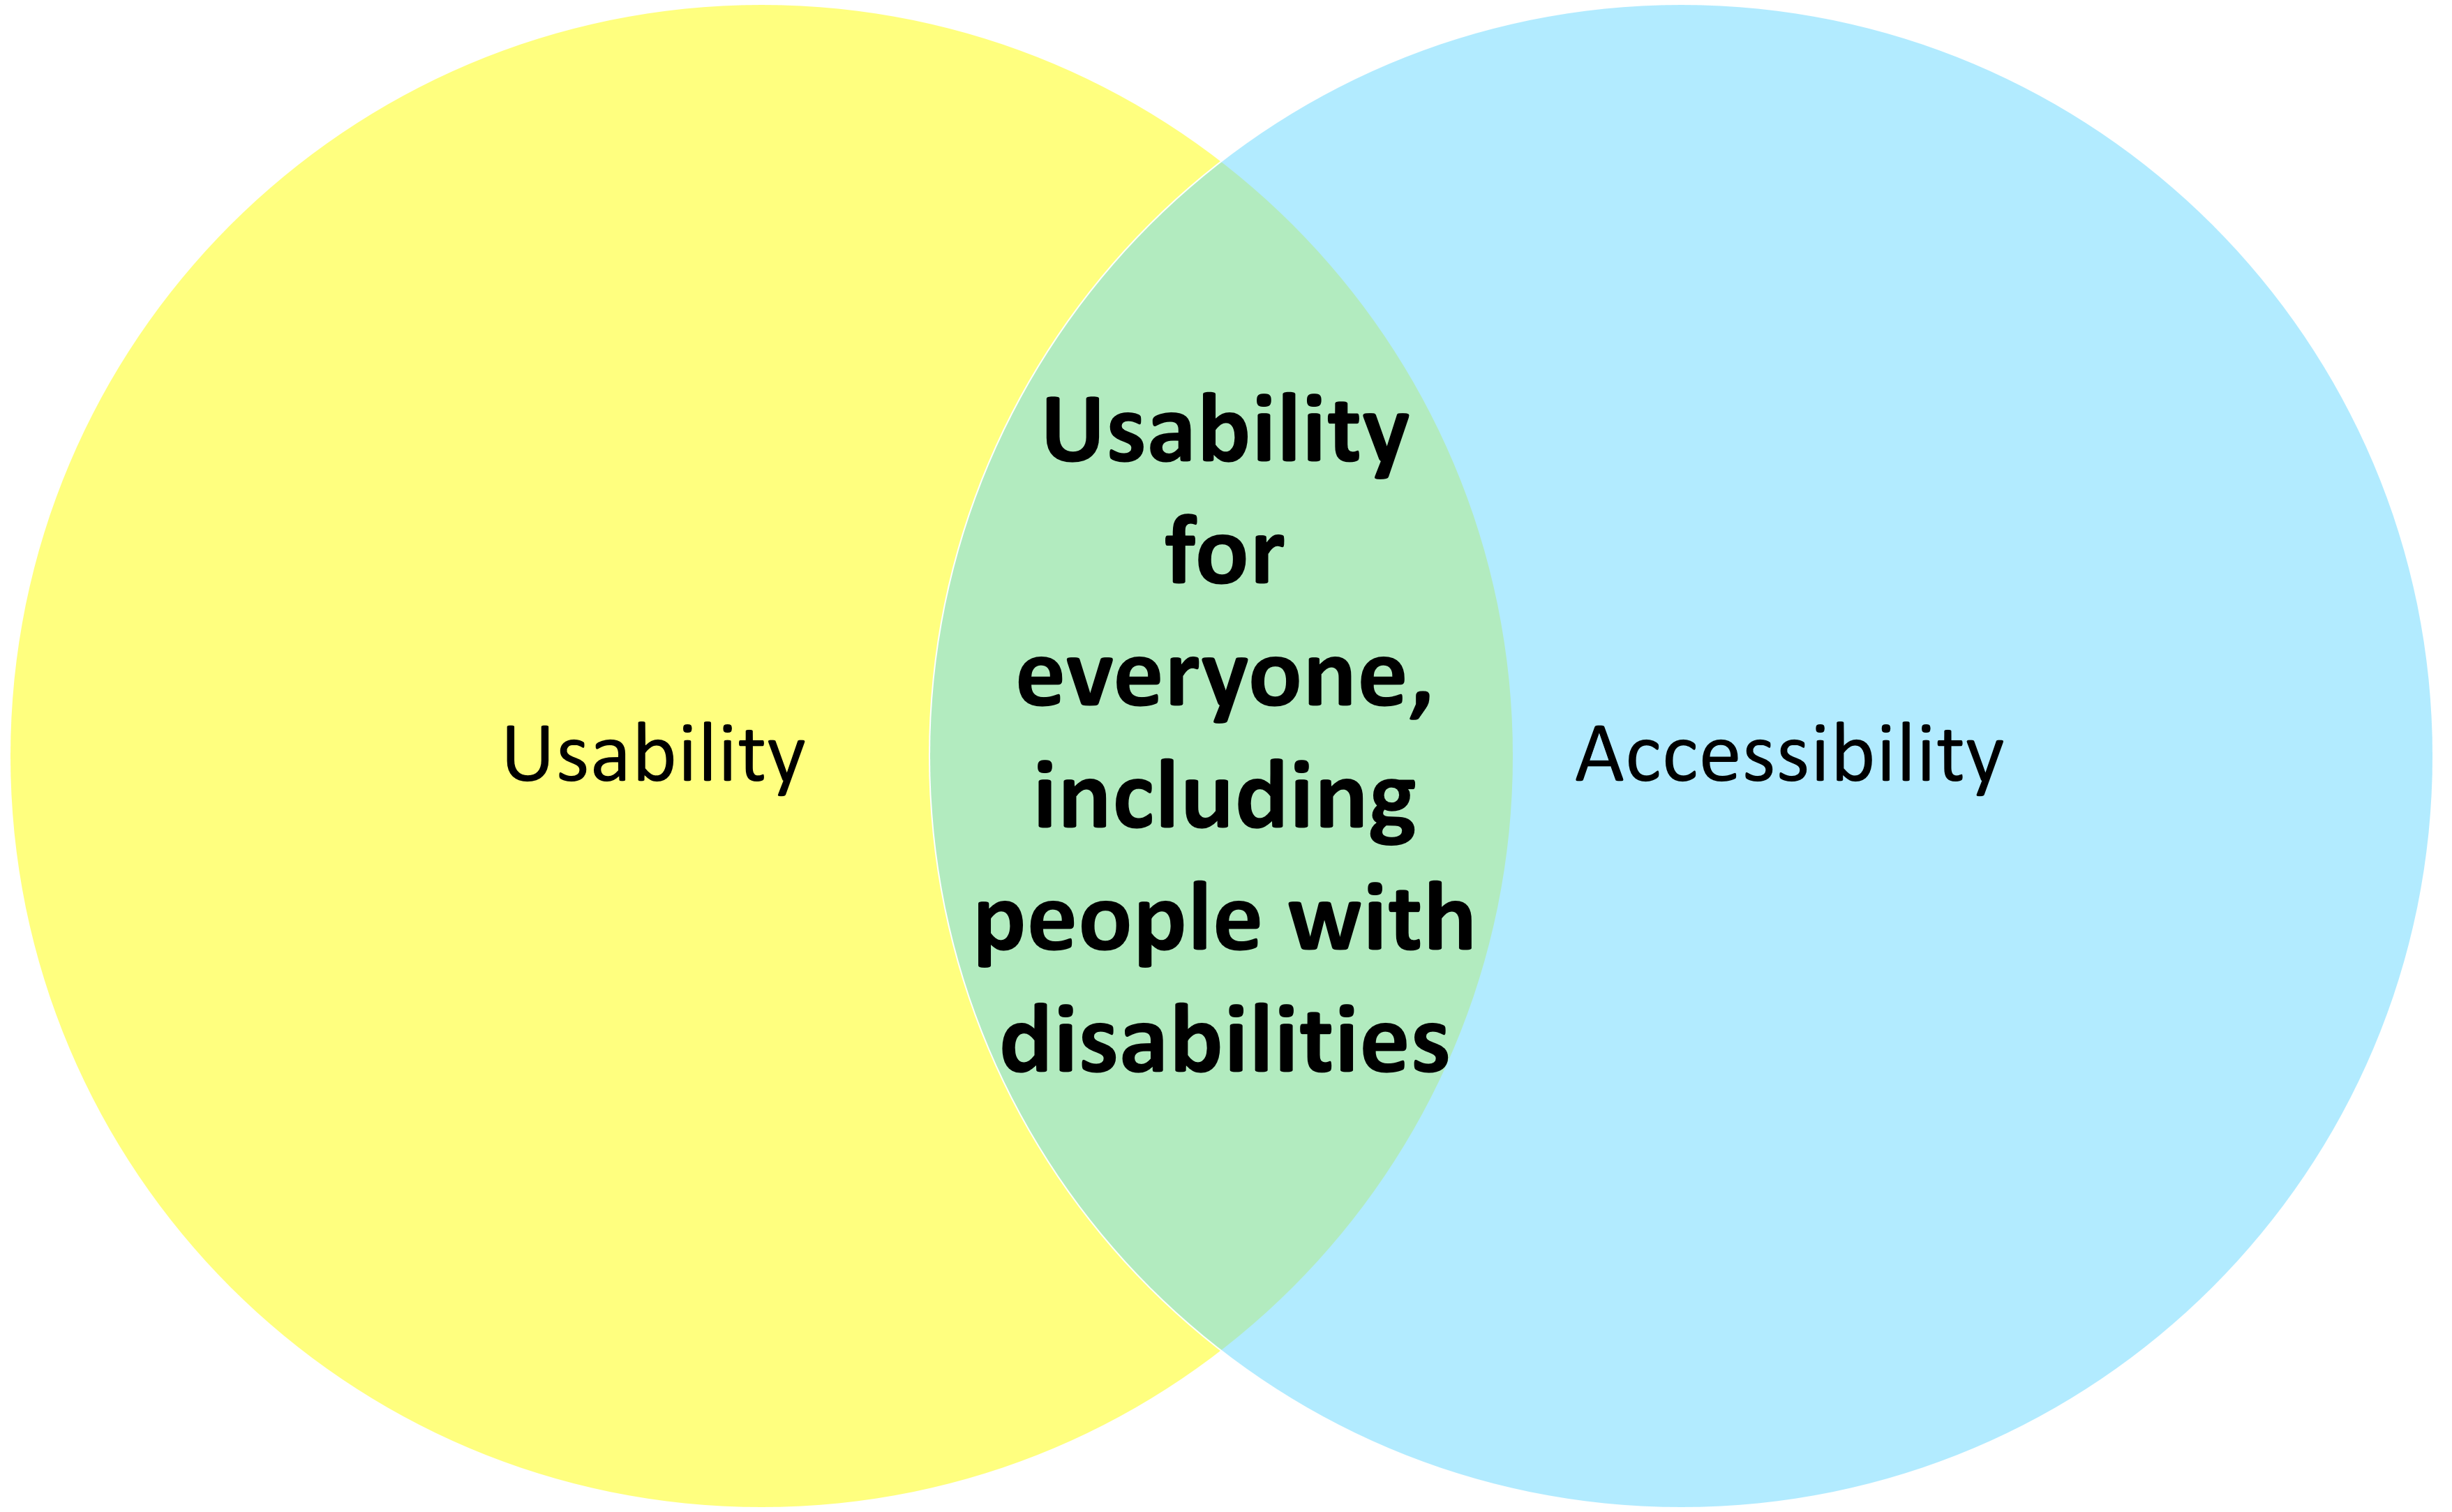 Usability
Usability
for
everyone,
including
people with
disabilities
Accessibility